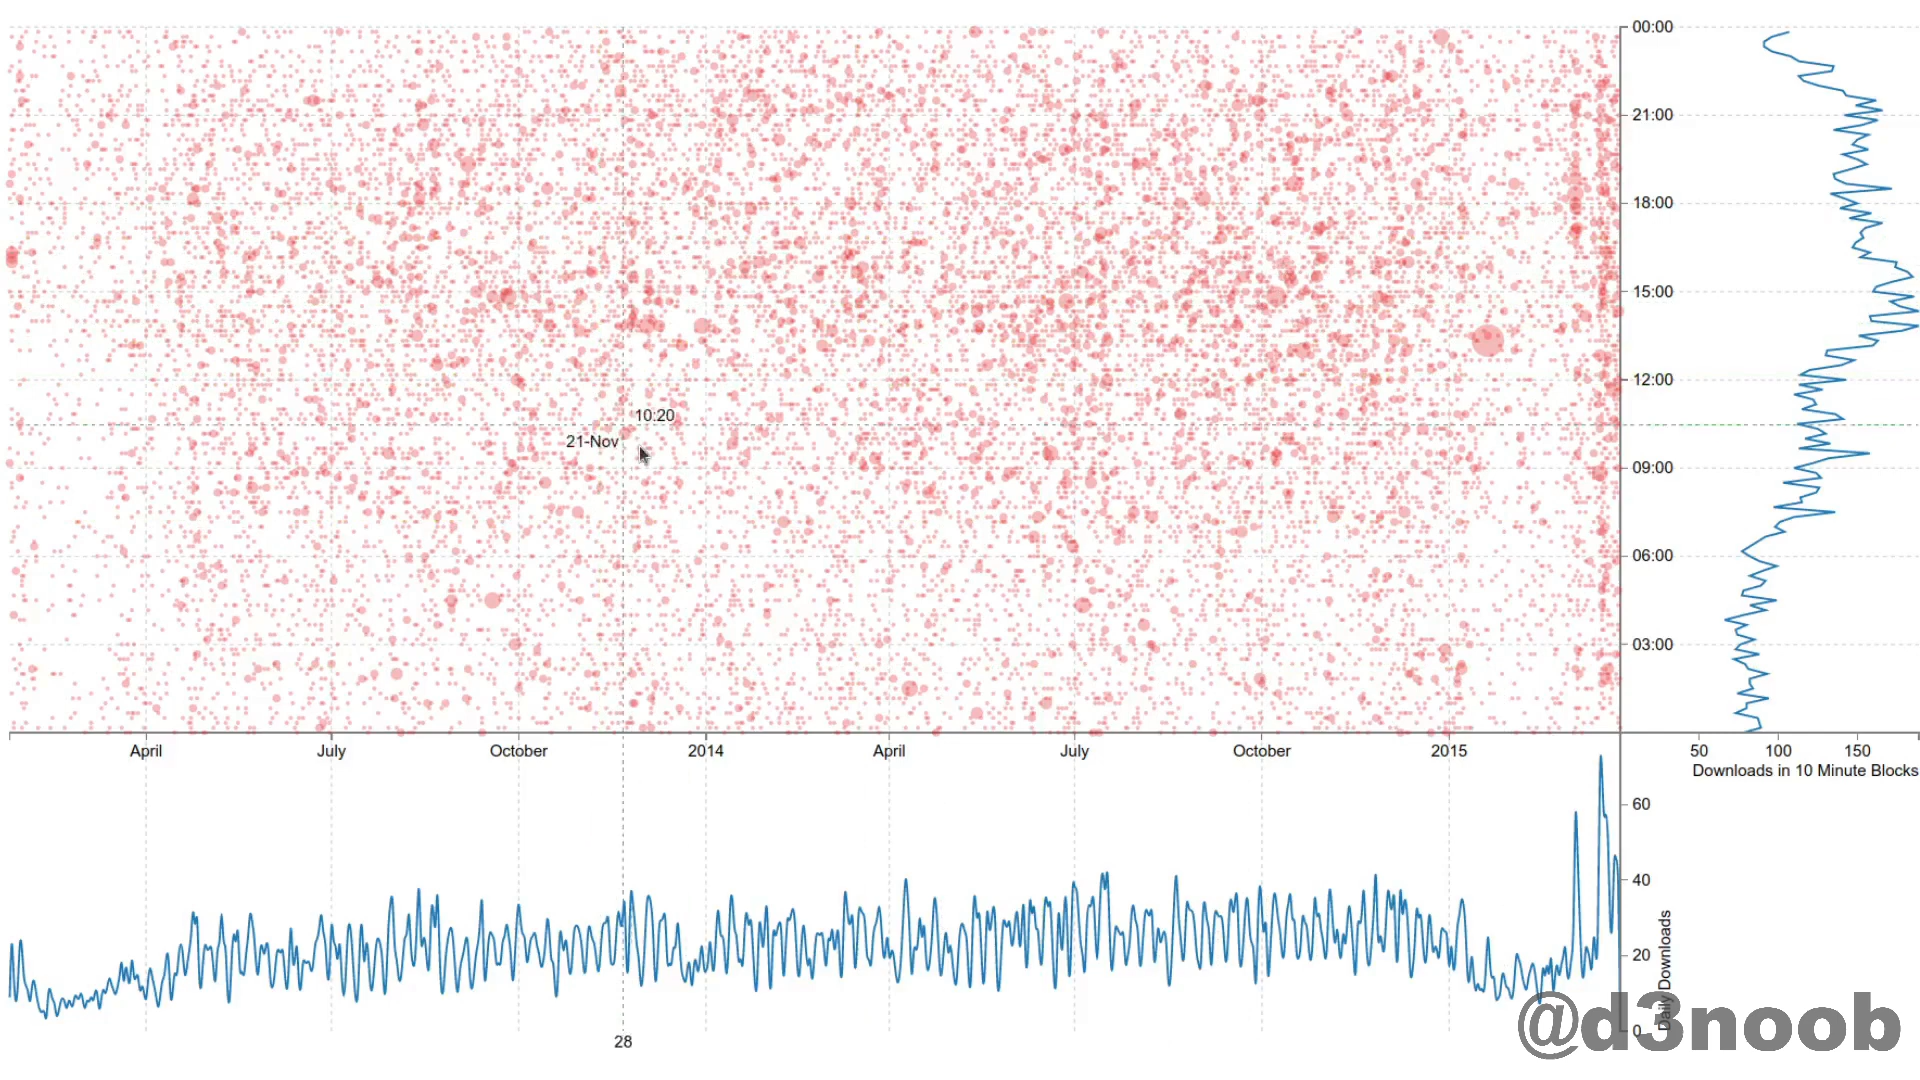 00:00
21:00
18:00
15:00
12:00
10:20
21-Nov
09:00
06:00
03:00
April
July
October
2014
April
July
October
2015
50
100
150
Downloads in 10 Minute Blocks
60
40
20
0
Daily Downloads
28
@d3noob